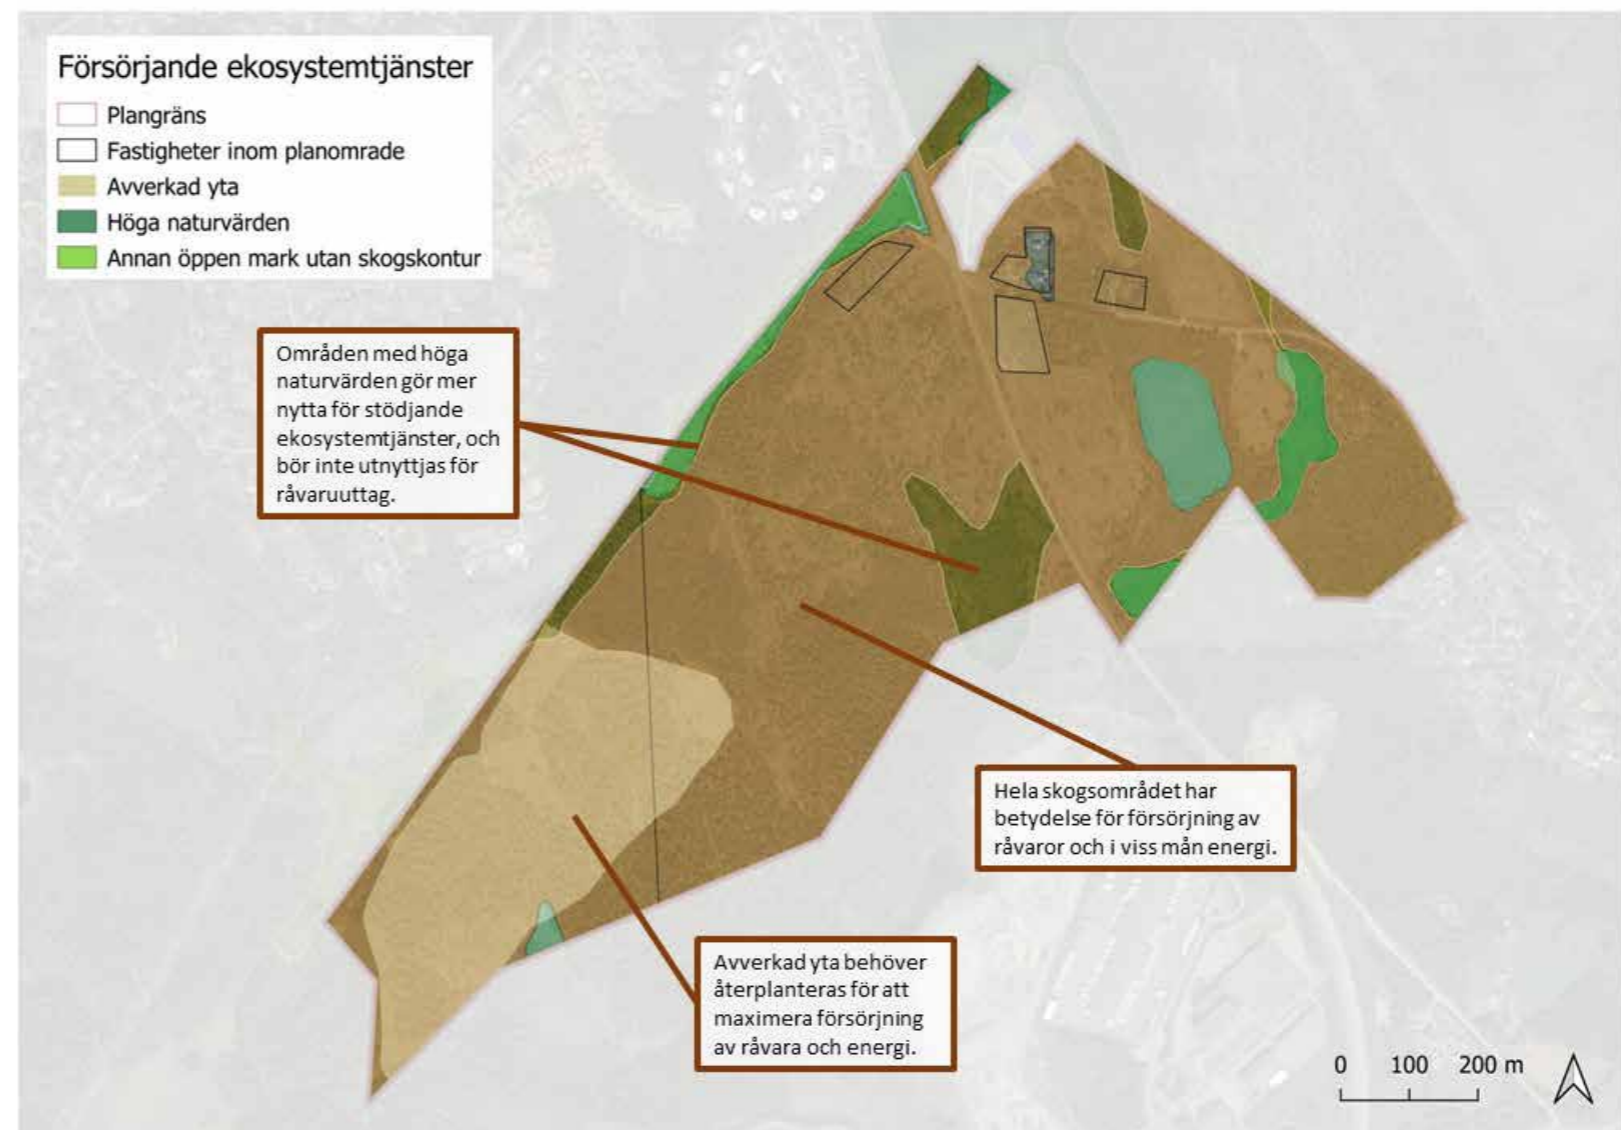 Försörjande ekosystemtjänster
Plangräns
Fastigheter inom planomrade
Avverkad yta
Höga naturvärden
Annan öppen mark utan skogskontur
Områden med höga
naturvärden gör mer
nytta för stödjande
ekosystemtjänster, och
bör inte utnyttjas för
råvaruuttag.
Hela skogsområdet har
betydelse för försörjning av
råvaror och i viss mån energi.
Avverkad yta behöver
återplanteras för att
maximera försörjning
av råvara och energi.
0 100 200 m